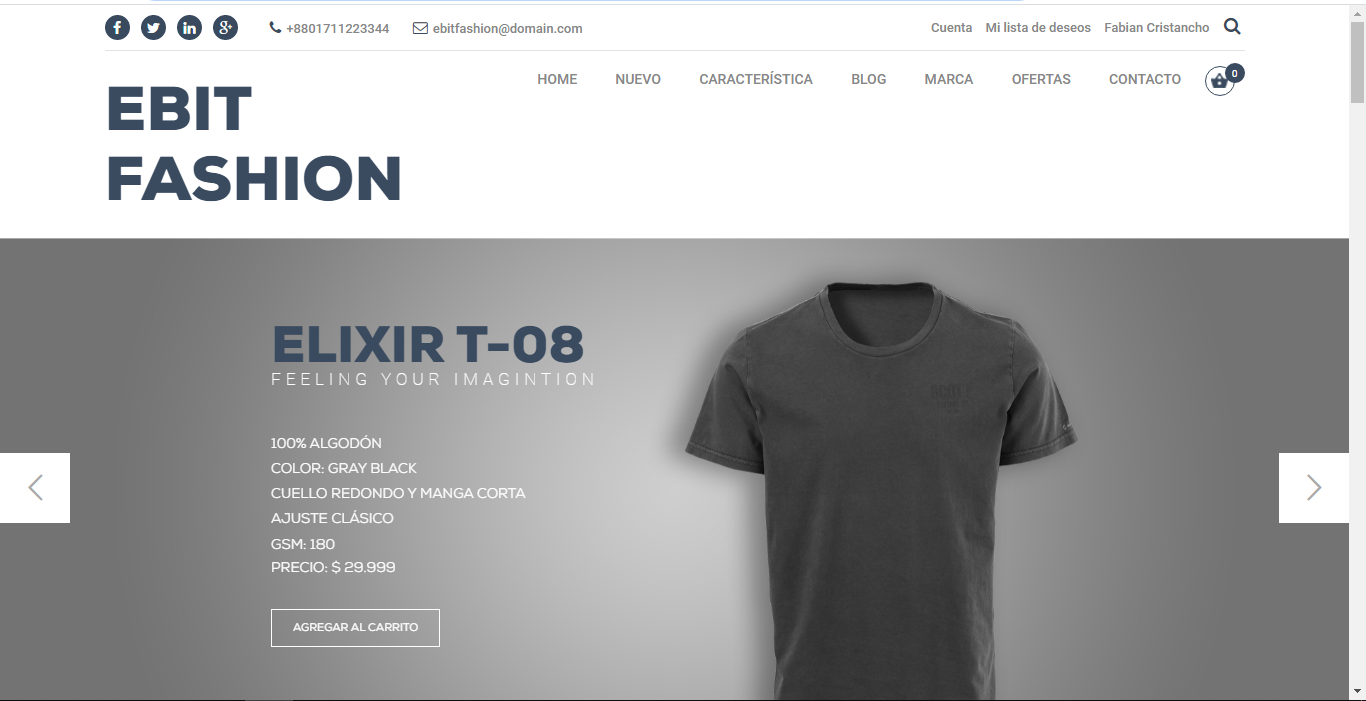 +8801711223344 ebitfashion@domain.com Cuenta Mi lista de deseos Fabian Cristancho
HOME NUEVO CARACTERÍSTICA BLOG MARCA OFERTAS CONTACTO 0
EBIT
FASHION
ELIXIR T-08
FEELING YOUR IMAGINTION
100% ALGODÓN
COLOR: GRAY BLACK
CUELLO REDONDO Y MANGA CORTA
AJUSTE CLÁSICO
GSM: 180
PRECIO: $ 29.999
AGREGAR AL CARRITO